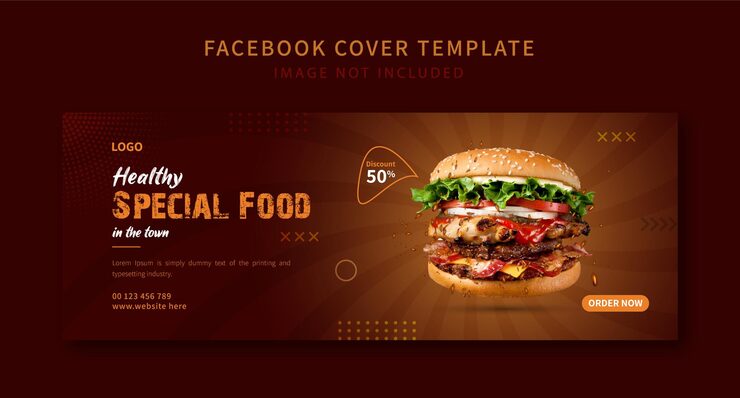 FACEBOOK COVER TEMPLATE
IMAGE NOT INCLUDED
LOGO
Healthy
SPECIAL FOOD
in the town
Lorem Ipsum is simply dummy text of the printing and
typesetting industry.
00 123 456 789
www.website here
Discount
50%
ORDER NOW